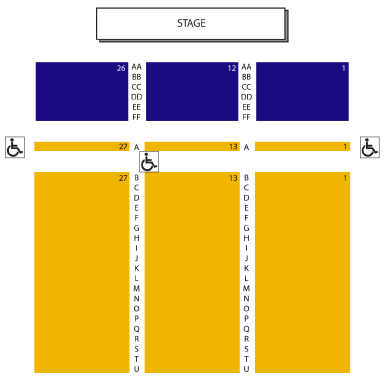 STAGE
26 AA 12 AA 1
BB BB
CC CC
DD DD
EE EE
FF FF
27 A 13 A 1
27 B 13 B 1
C C
D D
E E
F F
G G
H H
I I
J J
K K
L L
M M
N N
O O
P P
Q Q
R R
S S
T T
U U